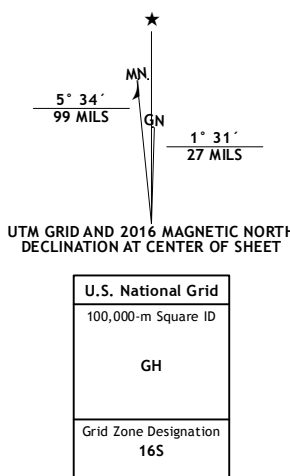 ★
MN.
5° 34´
99 MILS
GN
1° 31´
27 MILS
UTM GRID AND 2016 MAGNETIC NORTH
DECLINATION AT CENTER OF SHEET
U.S. National Grid
100,000-m Square ID
GH
Grid Zone Designation
16S